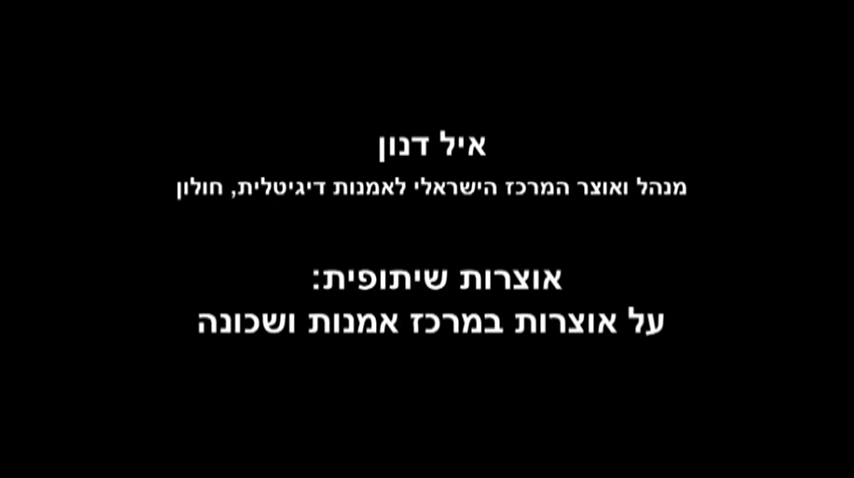 איל דנון
מנהל ואוצר המרכז הישראלי לאמנות דיגיטלית, חולון
אוצרות שיתופית:
על אוצרות במרכז אמנות ושכונה